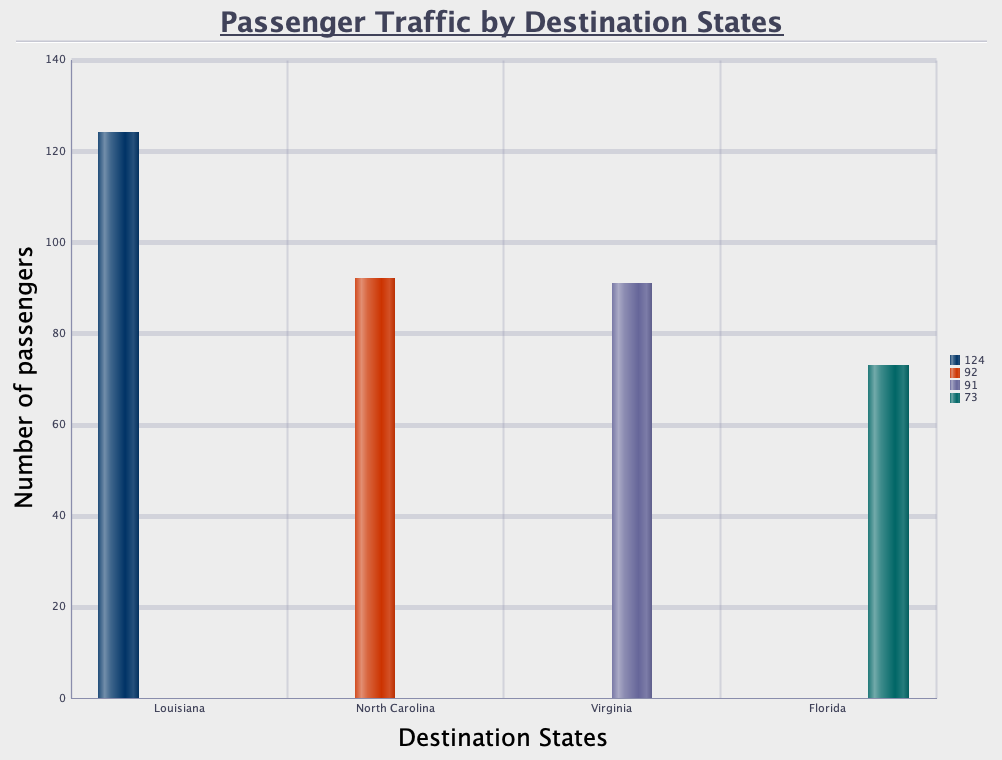 Passenger Traffic by Destination States
140
120
100
80
60
40
20
0
Number of passengers
Louisiana
North Carolina
Virginia
Florida
Destination States
124
92
91
73